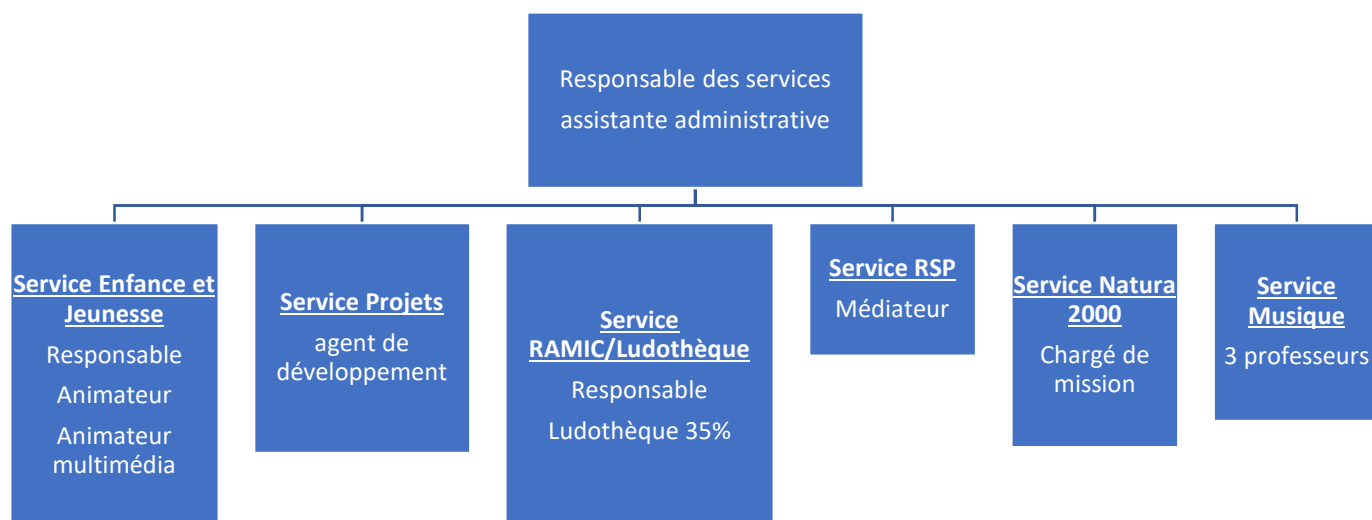 Responsable des services
assistante administrative
Service Enfance et
Jeunesse
Responsable
Animateur
Animateur
multimédia
Service Projets
agent de
développement
Service
RAMIC/Ludothèque
Responsable
Ludothèque 35%
Service RSP
Médiateur
Service Natura
2000
Chargé de
mission
Service
Musique
3 professeurs